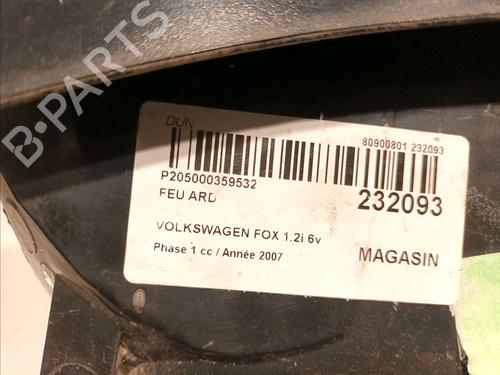 B-PARTS
DUN
80900801 232093
P205000359532
FEU ARD
232093
VOLKSWAGEN FOX 1.2i 6v
Phase 1 cc / Année 2007
MAGASIN